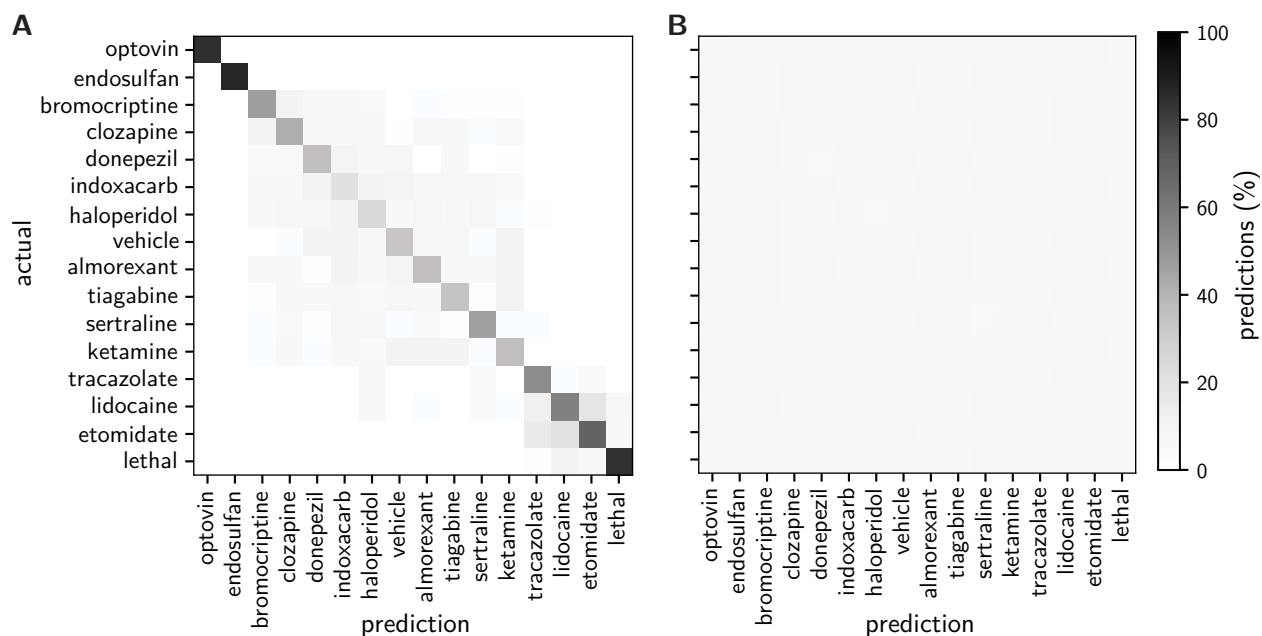 A
B
actual
optovin
endosulfan
bromocriptine
clozapine
donepezil
indoxacarb
haloperidol
vehicle
almorexant
tiagabine
sertraline
ketamine
tracazolate
lidocaine
etomidate
lethal
optovin
endosulfan
bromocriptine
clozapine
donepezil
indoxacarb
haloperidol
vehicle
almorexant
tiagabine
sertraline
ketamine
tracazolate
lidocaine
etomidate
lethal
prediction
optovin
endosulfan
bromocriptine
clozapine
donepezil
indoxacarb
haloperidol
vehicle
almorexant
tiagabine
sertraline
ketamine
tracazolate
lidocaine
etomidate
lethal
prediction
100
80
60
40
20
0
predictions (%)